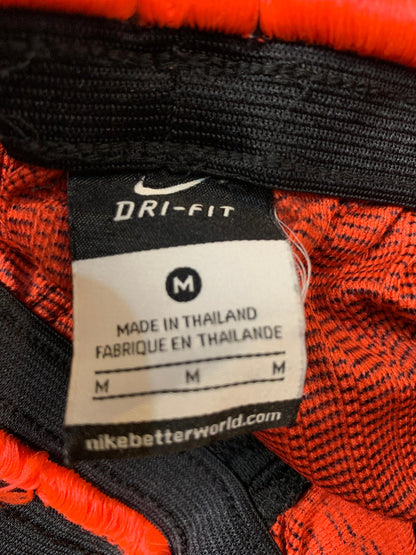 DRI-FIT
M
MADE IN THAILAND
FABRIQUE EN THAILANDE
M M M
nikebetterworld.com